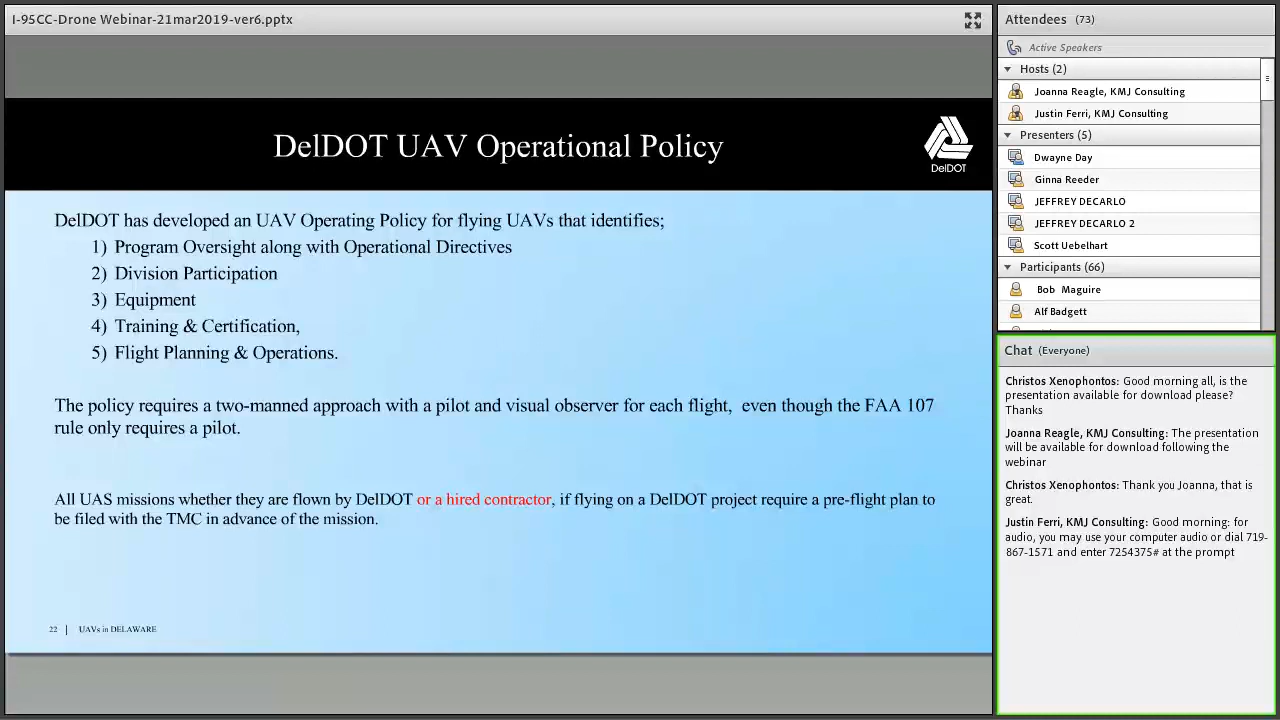 I-95CC-Drone Webinar-21mar2019-ver6.pptx
DelDOT UAV Operational Policy
DelDOT
DelDOT has developed an UAV Operating Policy for flying UAVs that identifies;
1) Program Oversight along with Operational Directives
2) Division Participation
3) Equipment
4) Training & Certification,
5) Flight Planning & Operations.
The policy requires a two-manned approach with a pilot and visual observer for each flight, even though the FAA 107
rule only requires a pilot.
All UAS missions whether they are flown by DelDOT or a hired contractor, if flying on a DelDOT project require a pre-flight plan to
be filed with the TMC in advance of the mission.
22 | UAVs in DELAWARE
Attendees (73)
Active Speakers
Hosts (2)
Joanna Reagle, KMJ Consulting
Justin Ferri, KMJ Consulting
Presenters (5)
Dwayne Day
Ginna Reeder
JEFFREY DECARLO
JEFFREY DECARLO 2
Scott Uebelhart
Participants (66)
Bob Maguire
Alf Badgett
Chat (Everyone)
Christos Xenophontos: Good morning all, is the
presentation available for download please?
Thanks
Joanna Reagle, KMJ Consulting: The presentation
will be available for download following the
webinar
Christos Xenophontos: Thank you Joanna, that is
great.
Justin Ferri, KMJ Consulting: Good morning: for
audio, you may use your computer audio or dial 719-
867-1571 and enter 7254375# at the prompt